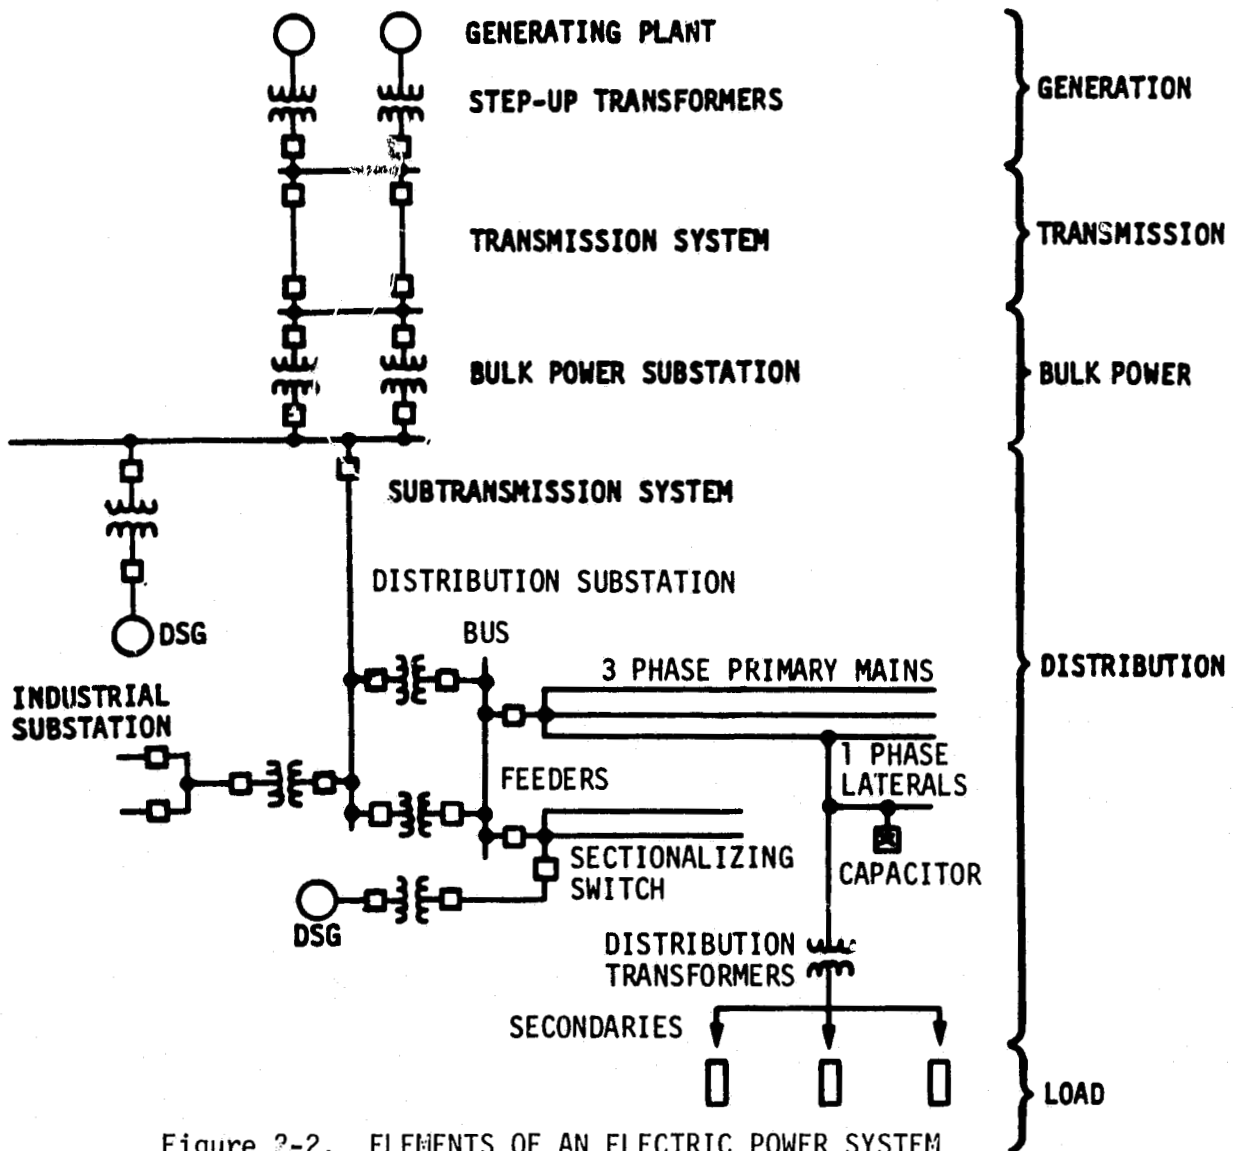 GENERATING PLANT
STEP-UP TRANSFORMERS
GENERATION
TRANSMISSION SYSTEM
TRANSMISSION
BULK POWER SUBSTATION
BULK POWER
SUBTRANSMISSION SYSTEM
DISTRIBUTION SUBSTATION
DSG
BUS
3 PHASE PRIMARY MAINS
DISTRIBUTION
INDUSTRIAL
SUBSTATION
1 PHASE
LATERALS
FEEDERS
SECTIONALIZING
SWITCH
CAPACITOR
DSG
DISTRIBUTION
TRANSFORMERS
SECONDARIES
LOAD
Figure 2-2. ELEMENTS OF AN ELECTRIC POWER SYSTEM